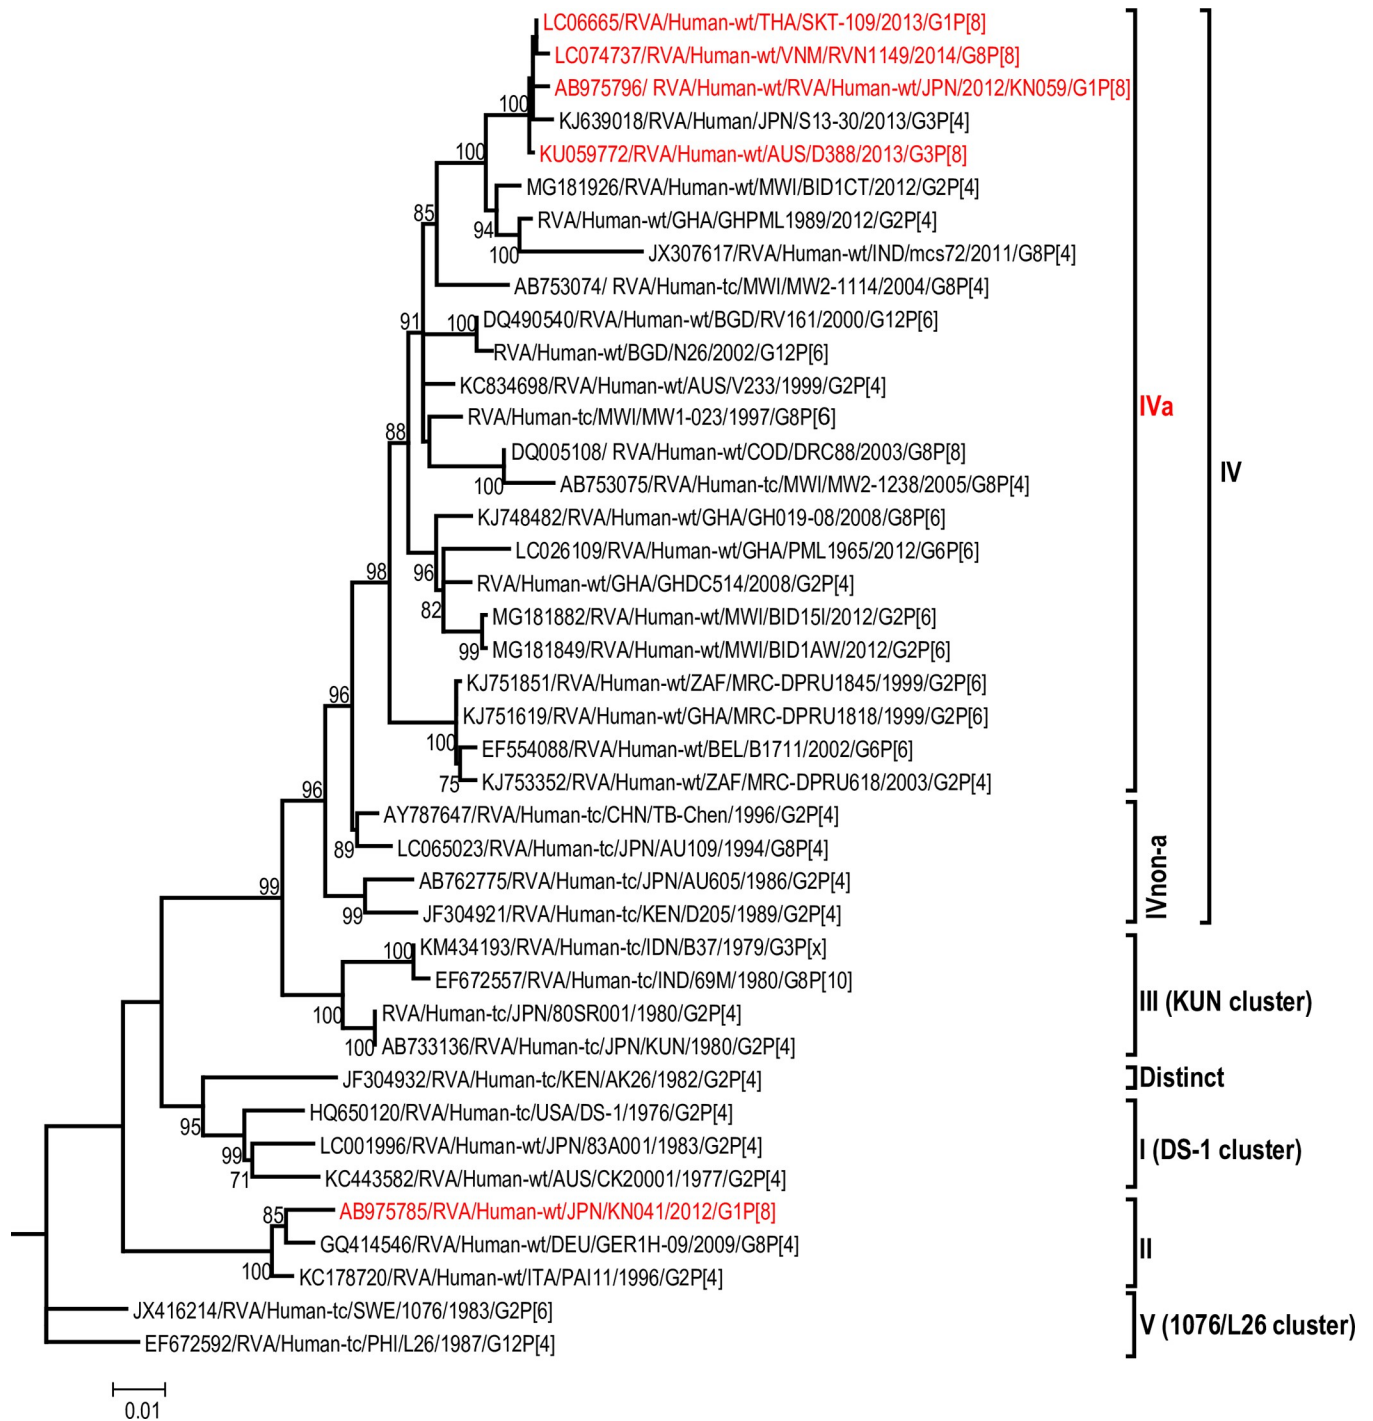 LC06665/RVA/Human-wt/THA/SKT-109/2013/G1P[8]
LC074737/RVA/Human-wt/VNM/RVN1149/2014/G8P[8]
AB975796/ RVA/Human-wt/RVA/Human-wt/JPN/2012/KN059/G1P[8]
100
KJ639018/RVA/Human/JPN/S13-30/2013/G3P[4]
100
KU059772/RVA/Human-wt/AUS/D388/2013/G3P[8]
MG181926/RVA/Human-wt/MWI/BID1CT/2012/G2P[4]
85
RVA/Human-wt/GHA/GHPML1989/2012/G2P[4]
94
100
JX307617/RVA/Human-wt/IND/mcs72/2011/G8P[4]
AB753074/ RVA/Human-tc/MWI/MW2-1114/2004/G8P[4]
91
100
DQ490540/RVA/Human-wt/BGD/RV161/2000/G12P[6]
RVA/Human-wt/BGD/N26/2002/G12P[6]
KC834698/RVA/Human-wt/AUS/V233/1999/G2P[4]
IVa
RVA/Human-tc/MWI/MW1-023/1997/G8P[6]
88
DQ005108/ RVA/Human-wt/COD/DRC88/2003/G8P[8]
IV
100
AB753075/RVA/Human-tc/MWI/MW2-1238/2005/G8P[4]
KJ748482/RVA/Human-wt/GHA/GH019-08/2008/G8P[6]
LC026109/RVA/Human-wt/GHA/PML1965/2012/G6P[6]
98
96
RVA/Human-wt/GHA/GHDC514/2008/G2P[4]
82
MG181882/RVA/Human-wt/MWI/BID15I/2012/G2P[6]
99
MG181849/RVA/Human-wt/MWI/BID1AW/2012/G2P[6]
KJ751851/RVA/Human-wt/ZAF/MRC-DPRU1845/1999/G2P[6]
96
KJ751619/RVA/Human-wt/GHA/MRC-DPRU1818/1999/G2P[6]
100
EF554088/RVA/Human-wt/BEL/B1711/2002/G6P[6]
75
KJ753352/RVA/Human-wt/ZAF/MRC-DPRU618/2003/G2P[4]
96
AY787647/RVA/Human-tc/CHN/TB-Chen/1996/G2P[4]
89
LC065023/RVA/Human-tc/JPN/AU109/1994/G8P[4]
IVnon-a
AB762775/RVA/Human-tc/JPN/AU605/1986/G2P[4]
99
99
JF304921/RVA/Human-tc/KEN/D205/1989/G2P[4]
100
KM434193/RVA/Human-tc/IDN/B37/1979/G3P[x]
EF672557/RVA/Human-tc/IND/69M/1980/G8P[10]
III (KUN cluster)
100
RVA/Human-tc/JPN/80SR001/1980/G2P[4]
100
AB733136/RVA/Human-tc/JPN/KUN/1980/G2P[4]
JF304932/RVA/Human-tc/KEN/AK26/1982/G2P[4]
Distinct
HQ650120/RVA/Human-tc/USA/DS-1/1976/G2P[4]
95
LC001996/RVA/Human-wt/JPN/83A001/1983/G2P[4]
I (DS-1 cluster)
99
71
KC443582/RVA/Human-wt/AUS/CK20001/1977/G2P[4]
85
AB975785/RVA/Human-wt/JPN/KN041/2012/G1P[8]
GQ414546/RVA/Human-wt/DEU/GER1H-09/2009/G8P[4]
II
100
KC178720/RVA/Human-wt/ITA/PAI11/1996/G2P[4]
JX416214/RVA/Human-tc/SWE/1076/1983/G2P[6]
V (1076/L26 cluster)
EF672592/RVA/Human-tc/PHI/L26/1987/G12P[4]
0.01